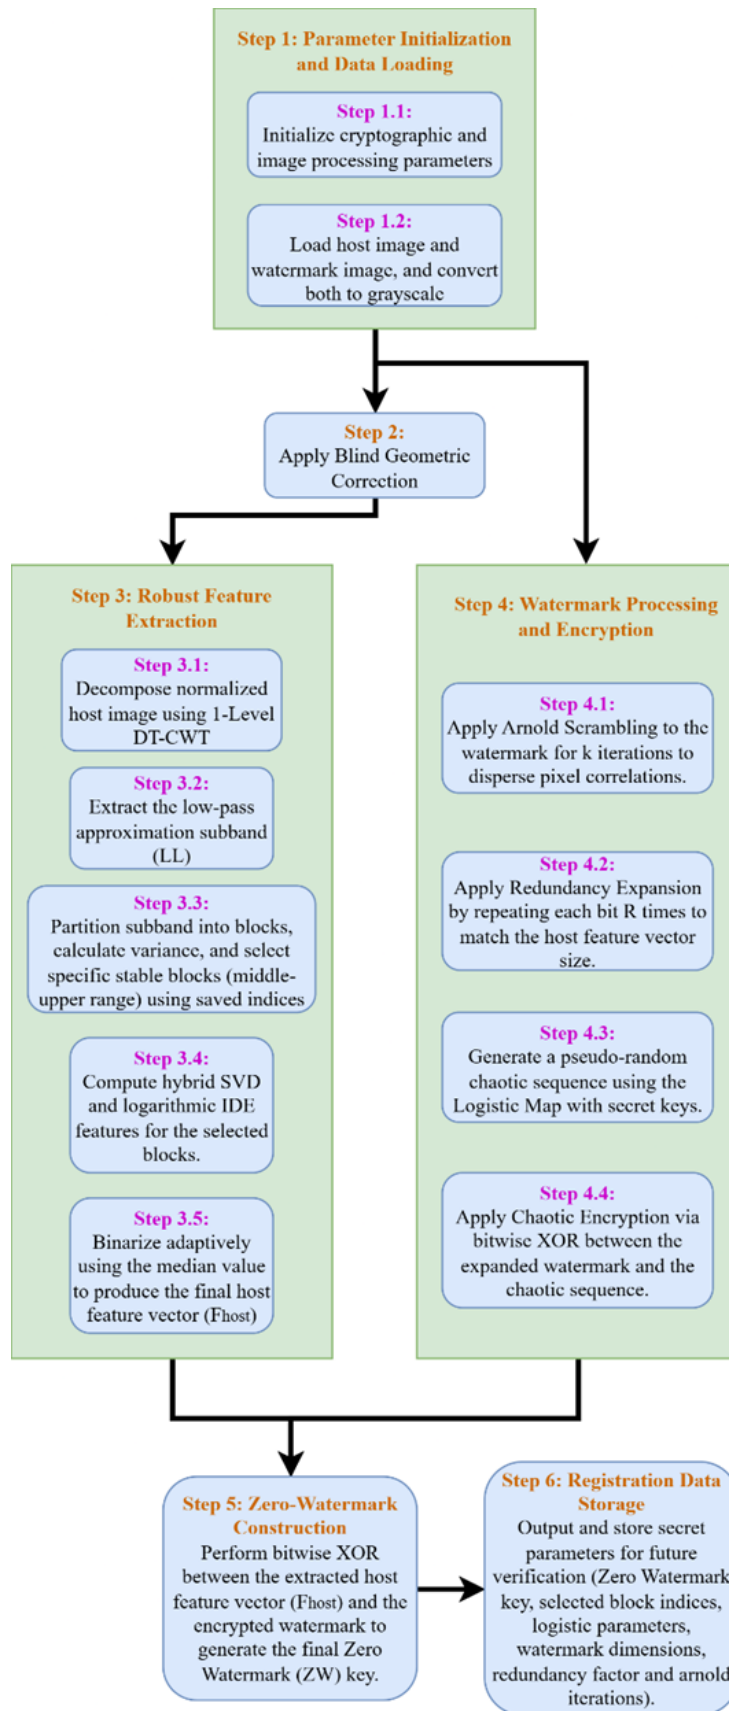 Step 1: Parameter Initialization
and Data Loading
Step 1.1:
Initialize cryptographic and
image processing parameters
Step 1.2:
Load host image and
watermark image, and convert
both to grayscale
Step 2:
Apply Blind Geometric
Correction
Step 3: Robust Feature
Extraction
Step 3.1:
Decompose normalized
host image using 1-Level
DT-CWT
Step 3.2:
Extract the low-pass
approximation subband
(LL)
Step 3.3:
Partition subband into blocks,
calculate variance, and select
specific stable blocks (middle-
upper range) using saved indices
Step 3.4:
Compute hybrid SVD
and logarithmic IDE
features for the selected
blocks.
Step 3.5:
Binarize adaptively
using the median value
to produce the final host
feature vector (Fhost)
Step 4: Watermark Processing
and Encryption
Step 4.1:
Apply Arnold Scrambling to the
watermark for k iterations to
disperse pixel correlations.
Step 4.2:
Apply Redundancy Expansion
by repeating each bit R times to
match the host feature vector
size.
Step 4.3:
Generate a pseudo-random
chaotic sequence using the
Logistic Map with secret keys.
Step 4.4:
Apply Chaotic Encryption via
bitwise XOR between the
expanded watermark and the
chaotic sequence.
Step 5: Zero-Watermark
Construction
Perform bitwise XOR
between the extracted host
feature vector (Fhost) and the
encrypted watermark to
generate the final Zero
Watermark (ZW) key.
Step 6: Registration Data
Storage
Output and store secret
parameters for future
verification (Zero Watermark
key, selected block indices,
logistic parameters,
watermark dimensions,
redundancy factor and arnold
iterations).